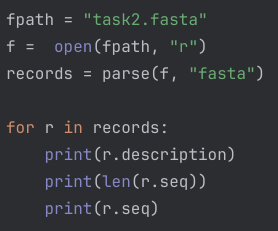 fpath = "task2.fasta"
f =  open(fpath, "r")
records = parse(f, "fasta")

for r in records:
    print(r.description)
    print(len(r.seq))
    print(r.seq)